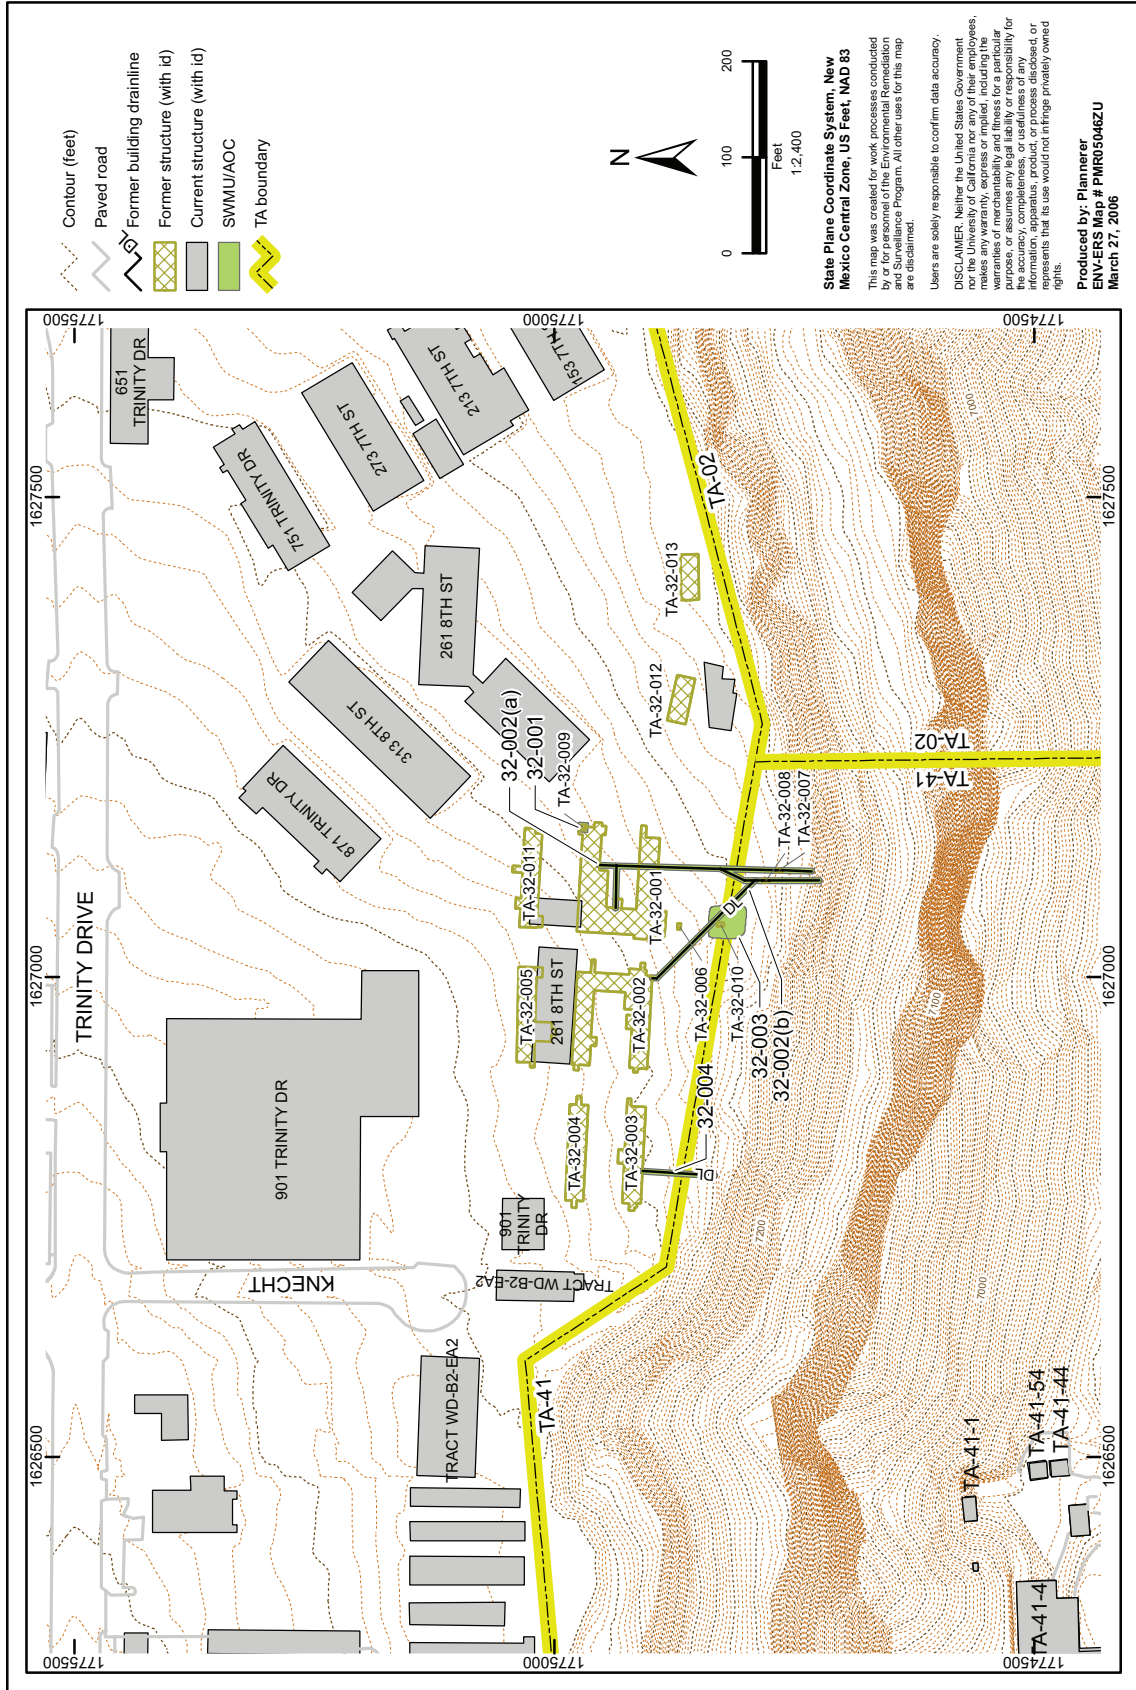 Contour (feet)
Paved road
DL
Former building drainline
Former structure (with id)
Current structure (with id)
SWMU/AOC
TA boundary
N
0
100
200
Feet
1:2,400
State Plane Coordinate System, New
Mexico Central Zone, US Feet, NAD 83
This map was created for work processes conducted
by or for personnel of the Environmental Remediation
and Surveillance Program. All other uses for this map
are disclaimed.
Users are solely responsible to confirm data accuracy.
DISCLAIMER: Neither the United States Government
nor the University of California nor any of their employees,
makes any warranty, express or implied, including the
warranties of merchantability and fitness for a particular
purpose, or assumes any legal liability or responsibility for
the accuracy, completeness, or usefulness of any
information, apparatus, product, or process disclosed, or
represents that its use would not infringe privately owned
rights.
Produced by: Plannerer
ENV-ERS Map # PMR05046ZU
March 27, 2006
1626500
1627000
1627500
1775500
1775500
TRINITY DRIVE
KNECHT
901 TRINITY DR
871 TRINITY DR
313 8TH ST
751 TRINITY DR
651
TRINITY DR
273 7TH ST
213 7TH ST
153 7TH
261 8TH ST
261 8TH ST
901
TRINITY
DR
TRACT WD-B2-EA2
TRACT WD-B2-EA2
1775000
1775000
TA-32-011
TA-32-005
TA-32-004
TA-32-003
TA-32-002
TA-32-001
32-002(a)
32-001
TA-32-009
TA-32-012
TA-32-013
TA-32-006
TA-32-010
32-003
32-002(b)
32-004
TA-32-008
TA-32-007
DL
DL
TA-41
TA-02
TA-02
TA-41
7200
7100
7000
7000
TA-41-1
TA-41-54
TA-41-44
TA-41-4
1774500
1774500
1626500
1627000
1627500